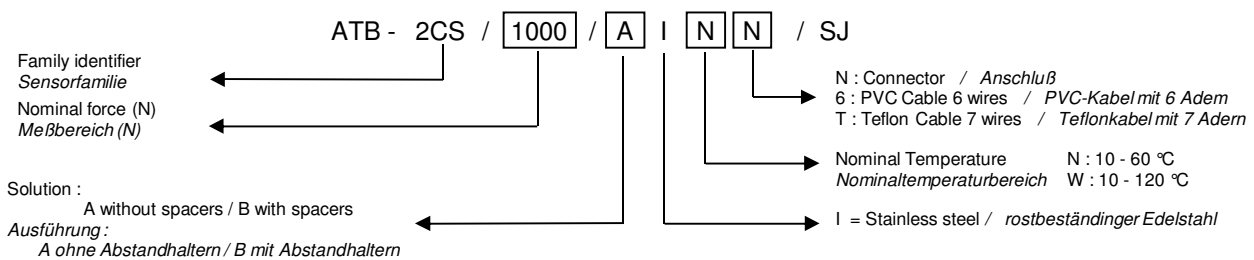 ATB - 2CS / 1000 / A I N N / SJ
Family identifier
Sensorfamilie
Nominal force (N)
Meßbereich (N)
Solution :
A without spacers / B with spacers
Ausführung :
A ohne Abstandhaltern / B mit Abstandhaltern
N : Connector / Anschluß
6 : PVC Cable 6 wires / PVC-Kabel mit 6 Adem
T : Teflon Cable 7 wires / Teflonkabel mit 7 Adern
Nominal Temperature N : 10 - 60 °C
Nominaltemperaturbereich W : 10 - 120 °C
I = Stainless steel / rostbeständinger Edelstahl